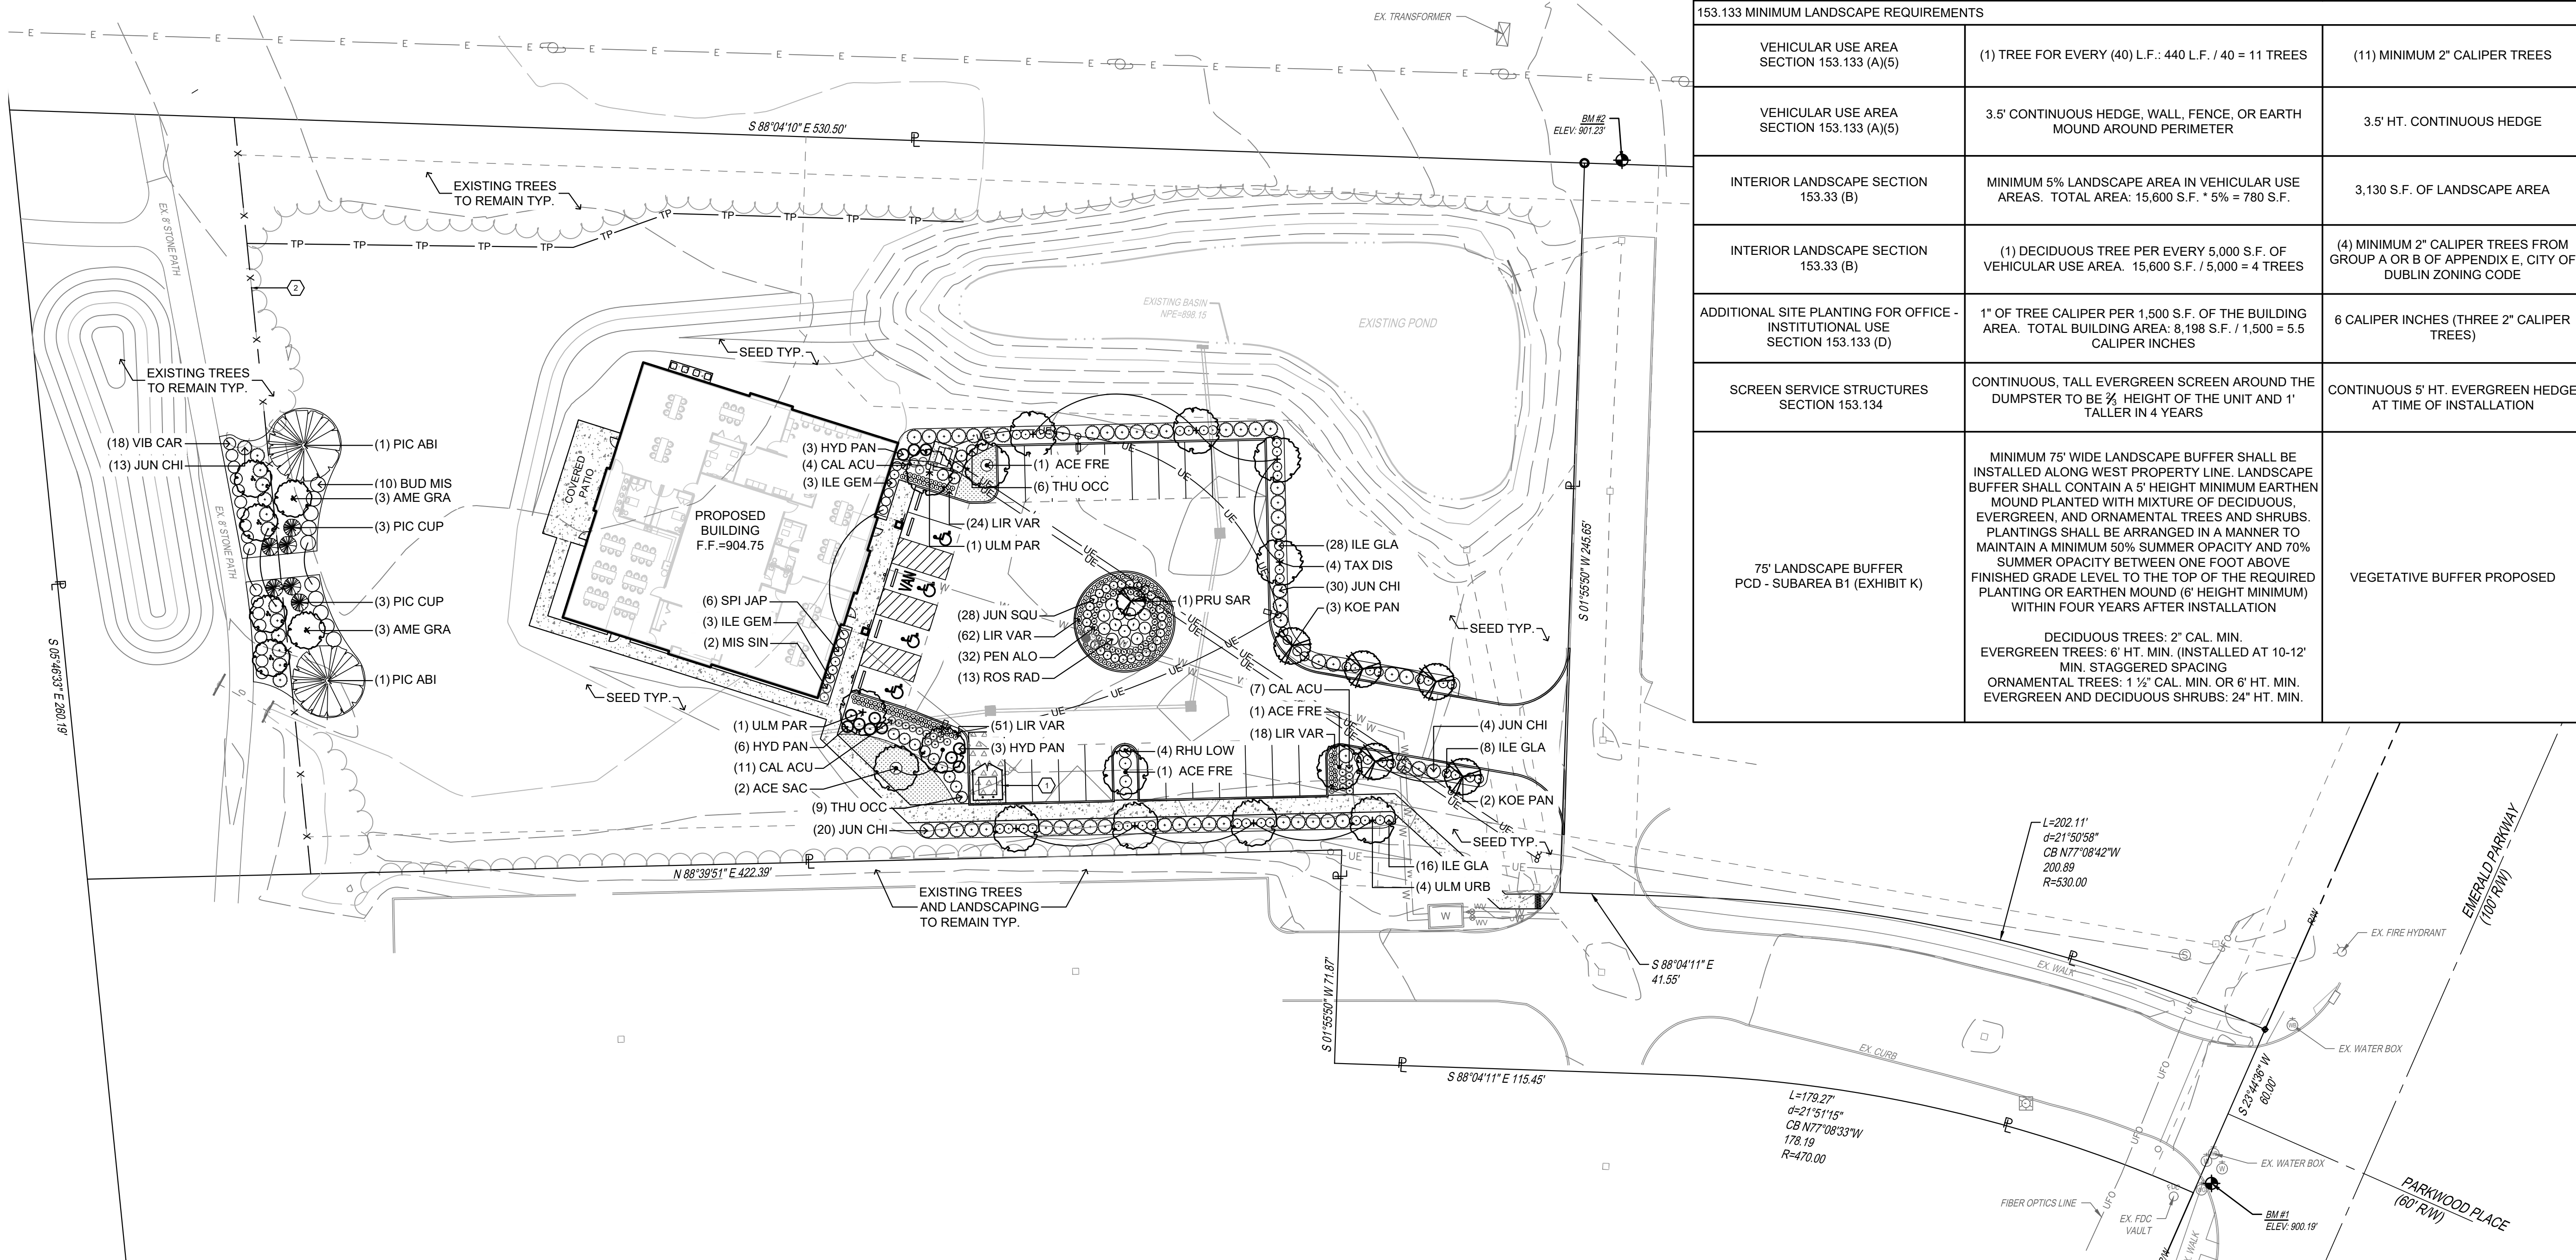 153.133 MINIMUM LANDSCAPE REQUIREMENTS
VEHICULAR USE AREA
SECTION 153.133 (A)(5)
(1) TREE FOR EVERY (40) L.F.: 440 L.F. / 40 = 11 TREES
(11) MINIMUM 2" CALIPER TREES
VEHICULAR USE AREA
SECTION 153.133 (A)(5)
3.5' CONTINUOUS HEDGE, WALL, FENCE, OR EARTH
MOUND AROUND PERIMETER
3.5' HT. CONTINUOUS HEDGE
INTERIOR LANDSCAPE SECTION
153.33 (B)
MINIMUM 5% LANDSCAPE AREA IN VEHICULAR USE
AREAS. TOTAL AREA: 15,600 S.F. * 5% = 780 S.F.
3,130 S.F. OF LANDSCAPE AREA
INTERIOR LANDSCAPE SECTION
153.33 (B)
(1) DECIDUOUS TREE PER EVERY 5,000 S.F. OF
VEHICULAR USE AREA. 15,600 S.F. / 5,000 = 4 TREES
(4) MINIMUM 2" CALIPER TREES FROM
GROUP A OR B OF APPENDIX E, CITY OF
DUBLIN ZONING CODE
ADDITIONAL SITE PLANTING FOR OFFICE -
INSTITUTIONAL USE
SECTION 153.133 (D)
1" OF TREE CALIPER PER 1,500 S.F. OF THE BUILDING
AREA. TOTAL BUILDING AREA: 8,198 S.F. / 1,500 = 5.5
CALIPER INCHES
6 CALIPER INCHES (THREE 2" CALIPER
TREES)
SCREEN SERVICE STRUCTURES
SECTION 153.134
CONTINUOUS, TALL EVERGREEN SCREEN AROUND THE
DUMPSTER TO BE ⅔ HEIGHT OF THE UNIT AND 1'
TALLER IN 4 YEARS
CONTINUOUS 5' HT. EVERGREEN HEDGE
AT TIME OF INSTALLATION
75' LANDSCAPE BUFFER
PCD - SUBAREA B1 (EXHIBIT K)
MINIMUM 75' WIDE LANDSCAPE BUFFER SHALL BE
INSTALLED ALONG WEST PROPERTY LINE. LANDSCAPE
BUFFER SHALL CONTAIN A 5' HEIGHT MINIMUM EARTHEN
MOUND PLANTED WITH MIXTURE OF DECIDUOUS,
EVERGREEN, AND ORNAMENTAL TREES AND SHRUBS.
PLANTINGS SHALL BE ARRANGED IN A MANNER TO
MAINTAIN A MINIMUM 50% SUMMER OPACITY AND 70%
SUMMER OPACITY BETWEEN ONE FOOT ABOVE
FINISHED GRADE LEVEL TO THE TOP OF THE REQUIRED
PLANTING OR EARTHEN MOUND (6' HEIGHT MINIMUM)
WITHIN FOUR YEARS AFTER INSTALLATION
DECIDUOUS TREES: 2" CAL. MIN.
EVERGREEN TREES: 6' HT. MIN. (INSTALLED AT 10-12'
MIN. STAGGERED SPACING
ORNAMENTAL TREES: 1 ½" CAL. MIN. OR 6' HT. MIN.
EVERGREEN AND DECIDUOUS SHRUBS: 24" HT. MIN.
VEGETATIVE BUFFER PROPOSED
EX. TRANSFORMER
E E E E E E E E E E E E E E E E E
S 88°04'10" E 530.50'
BM #2
ELEV: 901.23'
EXISTING TREES
TO REMAIN TYP.
TP TP TP TP TP TP TP TP TP TP TP
EX. 8' STONE PATH
2
EXISTING BASIN
NPE=898.15
EXISTING POND
SEED TYP.
EXISTING TREES
TO REMAIN TYP.
(18) VIB CAR
(13) JUN CHI
(1) PIC ABI
(10) BUD MIS
(3) AME GRA
(3) PIC CUP
(3) PIC CUP
(3) AME GRA
(1) PIC ABI
EX. 8' STONE PATH
S 05°46'33" E 260.19'
COVERED
PATIO
PROPOSED
BUILDING
F.F.=904.75
(3) HYD PAN
(4) CAL ACU
(3) ILE GEM
(1) ACE FRE
(6) THU OCC
(24) LIR VAR
(1) ULM PAR
VAN
(6) SPI JAP
(3) ILE GEM
(2) MIS SIN
(28) JUN SQU
(62) LIR VAR
(32) PEN ALO
(13) ROS RAD
(1) PRU SAR
(28) ILE GLA
(4) TAX DIS
(30) JUN CHI
(3) KOE PAN
SEED TYP.
S 01°55'50" W 245.65'
SEED TYP.
(1) ULM PAR
(6) HYD PAN
(11) CAL ACU
(2) ACE SAC
(9) THU OCC
(20) JUN CHI
(51) LIR VAR
(3) HYD PAN
1
(4) RHU LOW
(1) ACE FRE
(7) CAL ACU
(1) ACE FRE
(18) LIR VAR
(4) JUN CHI
(8) ILE GLA
(2) KOE PAN
SEED TYP.
(16) ILE GLA
(4) ULM URB
N 88°39'51" E 422.39'
EXISTING TREES
AND LANDSCAPING
TO REMAIN TYP.
S 01°55'50" W 71.87'
S 88°04'11" E
41.55'
S 88°04'11" E 115.45'
L=202.11'
d=21°50'58"
CB N77°08'42"W
200.89
R=530.00
L=179.27'
d=21°51'15"
CB N77°08'33"W
178.19
R=470.00
EX. WALK
EX. CURB
EMERALD PARKWAY
(100' R/W)
R/W
EX. FIRE HYDRANT
EX. WATER BOX
S 23°44'36" W
60.00'
UFO UFO UFO UFO UFO
EX. WATER BOX
FIBER OPTICS LINE
EX. FDC
VAULT
BM #1
ELEV: 900.19'
PARKWOOD PLACE
(60' R/W)
EX. WALK
R/W